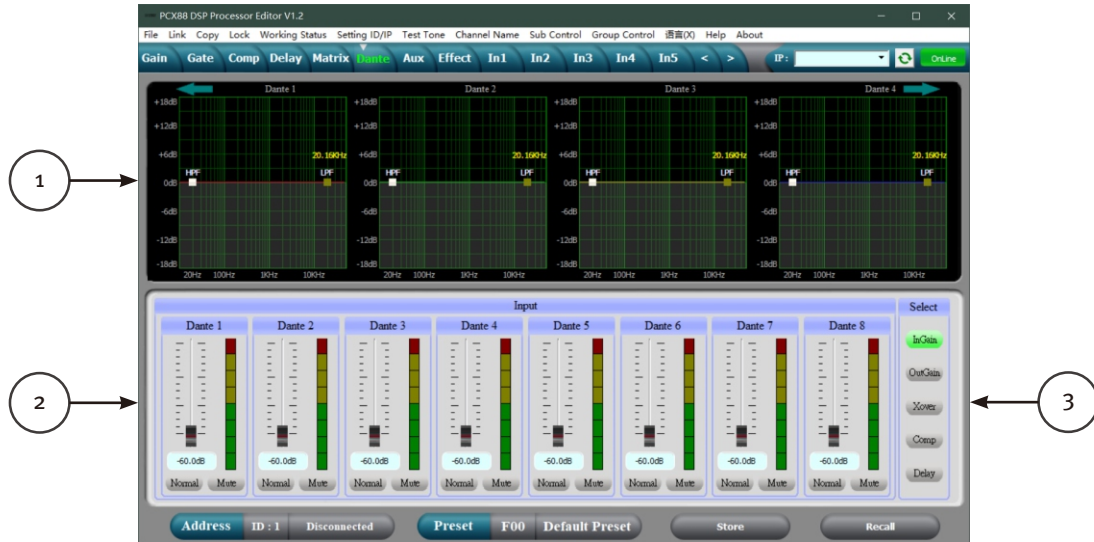 PCX88 DSP Processor Editor V1.2
File Link Copy Lock Working Status Setting ID/IP Test Tone Channel Name Sub Control Group Control 语言(X) Help About
Gain Gate Comp Delay Matrix Dante Aux Effect In1 In2 In3 In4 In5 < > IP: OnLine
Dante 1 Dante 2 Dante 3 Dante 4
+18dB +18dB +18dB +18dB
+12dB +12dB +12dB +12dB
+6dB 20.16KHz +6dB 20.16KHz +6dB 20.16KHz +6dB 20.16KHz
HPF LPF HPF LPF HPF LPF HPF LPF
1
0dB 0dB 0dB 0dB
-6dB -6dB -6dB -6dB
-12dB -12dB -12dB -12dB
-18dB -18dB -18dB -18dB
20Hz 100Hz 1KHz 10KHz 20Hz 100Hz 1KHz 10KHz 20Hz 100Hz 1KHz 10KHz 20Hz 100Hz 1KHz 10KHz
Input Select
Dante 1 Dante 2 Dante 3 Dante 4 Dante 5 Dante 6 Dante 7 Dante 8
InGain
OutGain
2 Xover 3
Comp
-60.0dB -60.0dB -60.0dB -60.0dB -60.0dB -60.0dB -60.0dB -60.0dB
Delay
Normal Mute Normal Mute Normal Mute Normal Mute Normal Mute Normal Mute Normal Mute Normal Mute
Address ID : 1 Disconnected Preset F00 Default Preset Store Recall